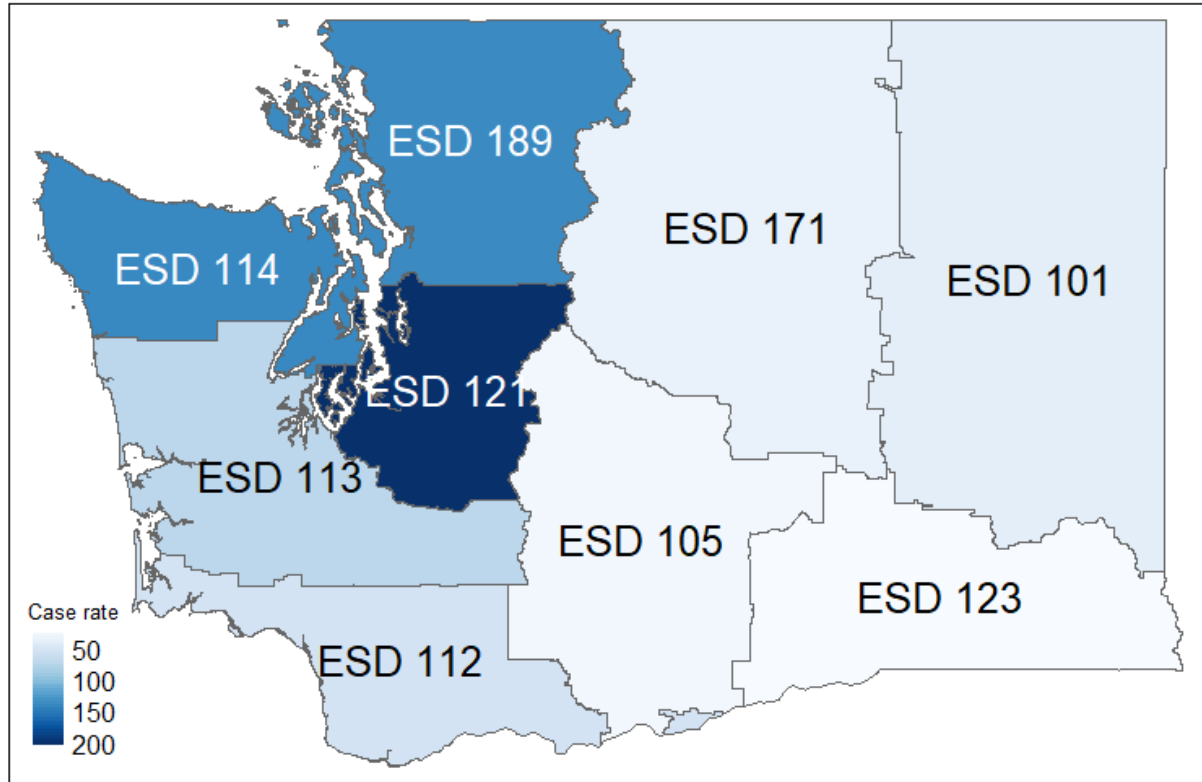 ESD 189
ESD 171
ESD 114
ESD 101
ESD 121
ESD 113
ESD 105
ESD 123
ESD 112
Case rate
50
100
150
200